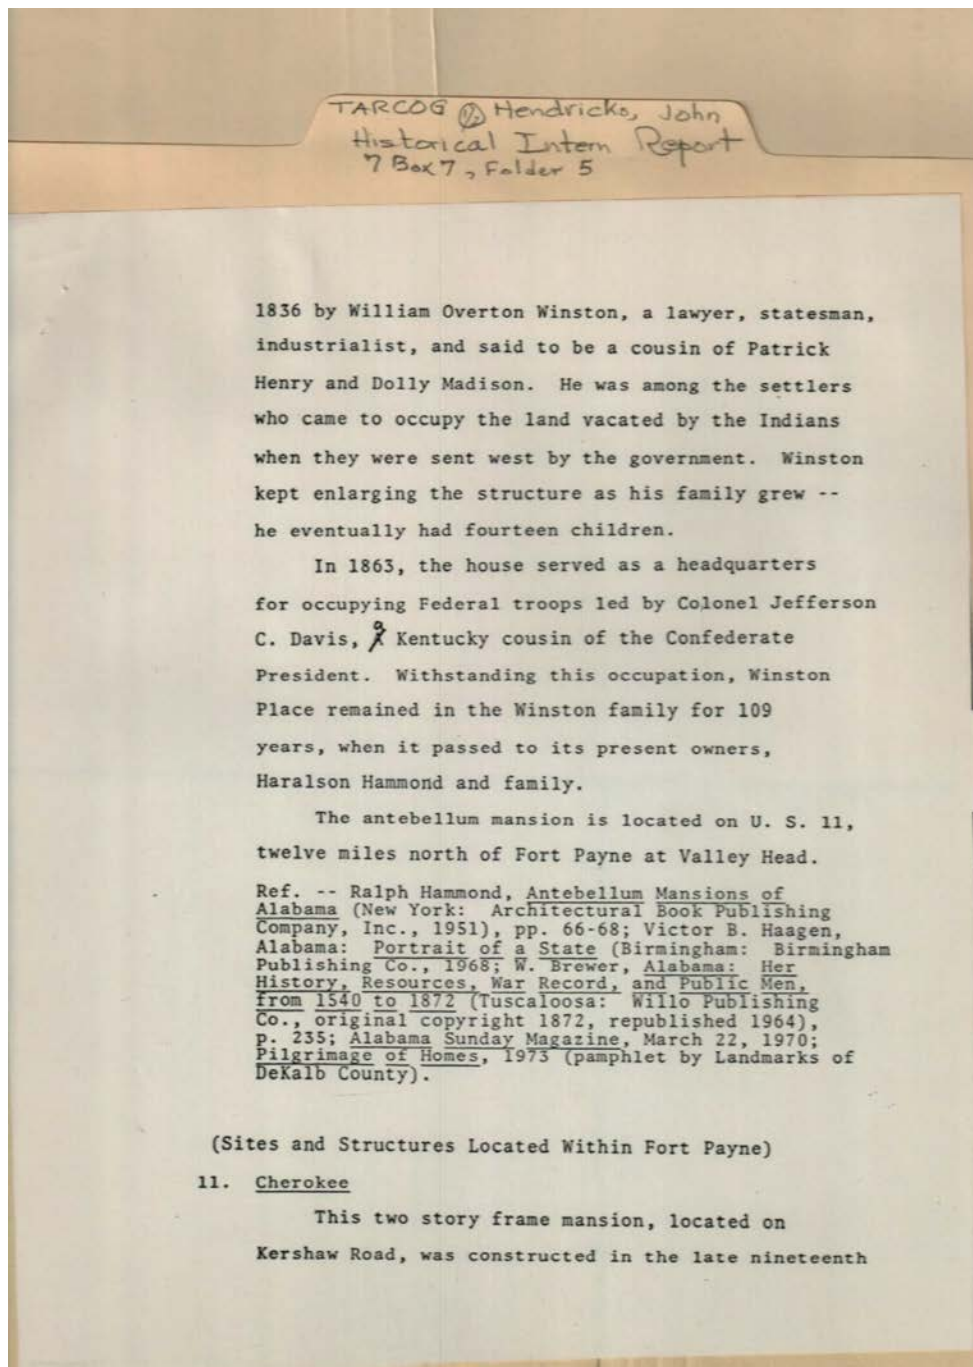 TARCOG ½ Hendricks, John
Historical Intern Report
7 Box 7, Folder 5
1836 by William Overton Winston, a lawyer, statesman,
industrialist, and said to be a cousin of Patrick
Henry and Dolly Madison.  He was among the settlers
who came to occupy the land vacated by the Indians
when they were sent west by the government.  Winston
kept enlarging the structure as his family grew --
he eventually had fourteen children.
In 1863, the house served as a headquarters
for occupying Federal troops led by Colonel Jefferson
C. Davis, a Kentucky cousin of the Confederate
President.  Withstanding this occupation, Winston
Place remained in the Winston family for 109
years, when it passed to its present owners,
Haralson Hammond and family.
The antebellum mansion is located on U. S. 11,
twelve miles north of Fort Payne at Valley Head.
Ref. -- Ralph Hammond, Antebellum Mansions of
Alabama (New York:  Architectural Book Publishing
Company, Inc., 1951), pp. 66-68; Victor B. Haagen,
Alabama:  Portrait of a State (Birmingham:  Birmingham
Publishing Co., 1968; W. Brewer, Alabama:  Her
History, Resources, War Record, and Public Men,
from 1540 to 1872 (Tuscaloosa:  Willo Publishing
Co., original copyright 1872, republished 1964),
p. 235; Alabama Sunday Magazine, March 22, 1970;
Pilgrimage of Homes, 1973 (pamphlet by Landmarks of
DeKalb County).
(Sites and Structures Located Within Fort Payne)
11.  Cherokee
This two story frame mansion, located on
Kershaw Road, was constructed in the late nineteenth